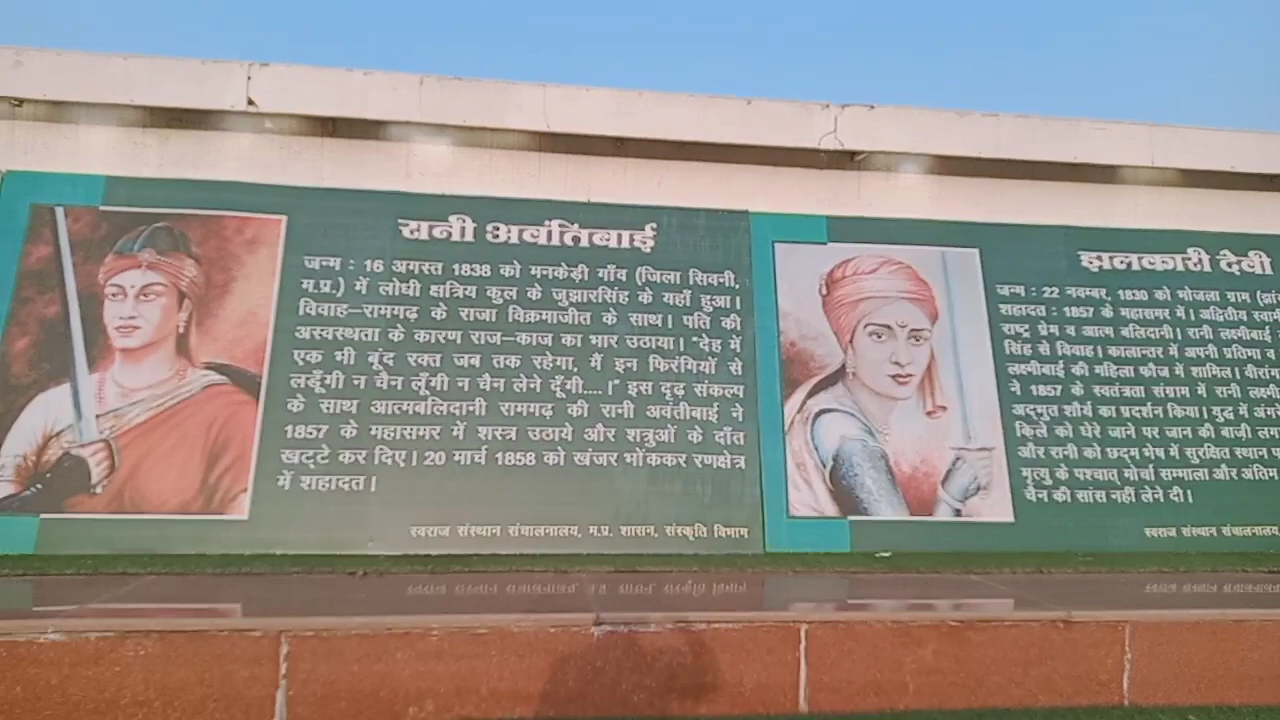 रानी अवंतिबाई
जन्म : 16 अगस्त 1838 को मनकेड़ी गाँव (जिला सिवनी,
म.प्र.) में लोधी क्षत्रिय कुल के जुझारसिंह के यहाँ हुआ।
विवाह–रामगढ़ के राजा विक्रमाजीत के साथ। पति की
अस्वस्थता के कारण राज–काज का भार उठाया। "देह में
एक भी बूंद रक्त जब तक रहेगा, मैं इन फिरंगियों से
लडूँगी न चैन लूँगी न चैन लेने दूँगी....।" इस दृढ़ संकल्प
के साथ आत्मबलिदानी रामगढ़ की रानी अवंतीबाई ने
1857 के महासमर में शस्त्र उठाये और शत्रुओं के दाँत
खट्टे कर दिए। 20 मार्च 1858 को खंजर भोंककर रणक्षेत्र
में शहादत।
स्वराज संस्थान संचालनालय, म.प्र. शासन, संस्कृति विभाग
झलकारी देवी
जन्म : 22 नवम्बर, 1830 को भोजला ग्राम
शहादत : 1857 के महासमर में। अद्वितीय
राष्ट्र प्रेम व आत्म बलिदानी। रानी लक्ष्मीबाई
सिंह से विवाह। कालान्तर में अपनी प्रतिभा व
लक्ष्मीबाई की महिला फौज में शामिल।
ने 1857 के स्वतंत्रता संग्राम में रानी
अद्भुत शौर्य का प्रदर्शन किया। युद्ध में
किले को घेरे जाने पर जान की बाज़ी
और रानी को छद्म भेष में सुरक्षित स्थान
मृत्यु के पश्चात् मोर्चा सम्माला और अंतिम
चैन की सांस नहीं लेने दी।
स्वराज संस्थान